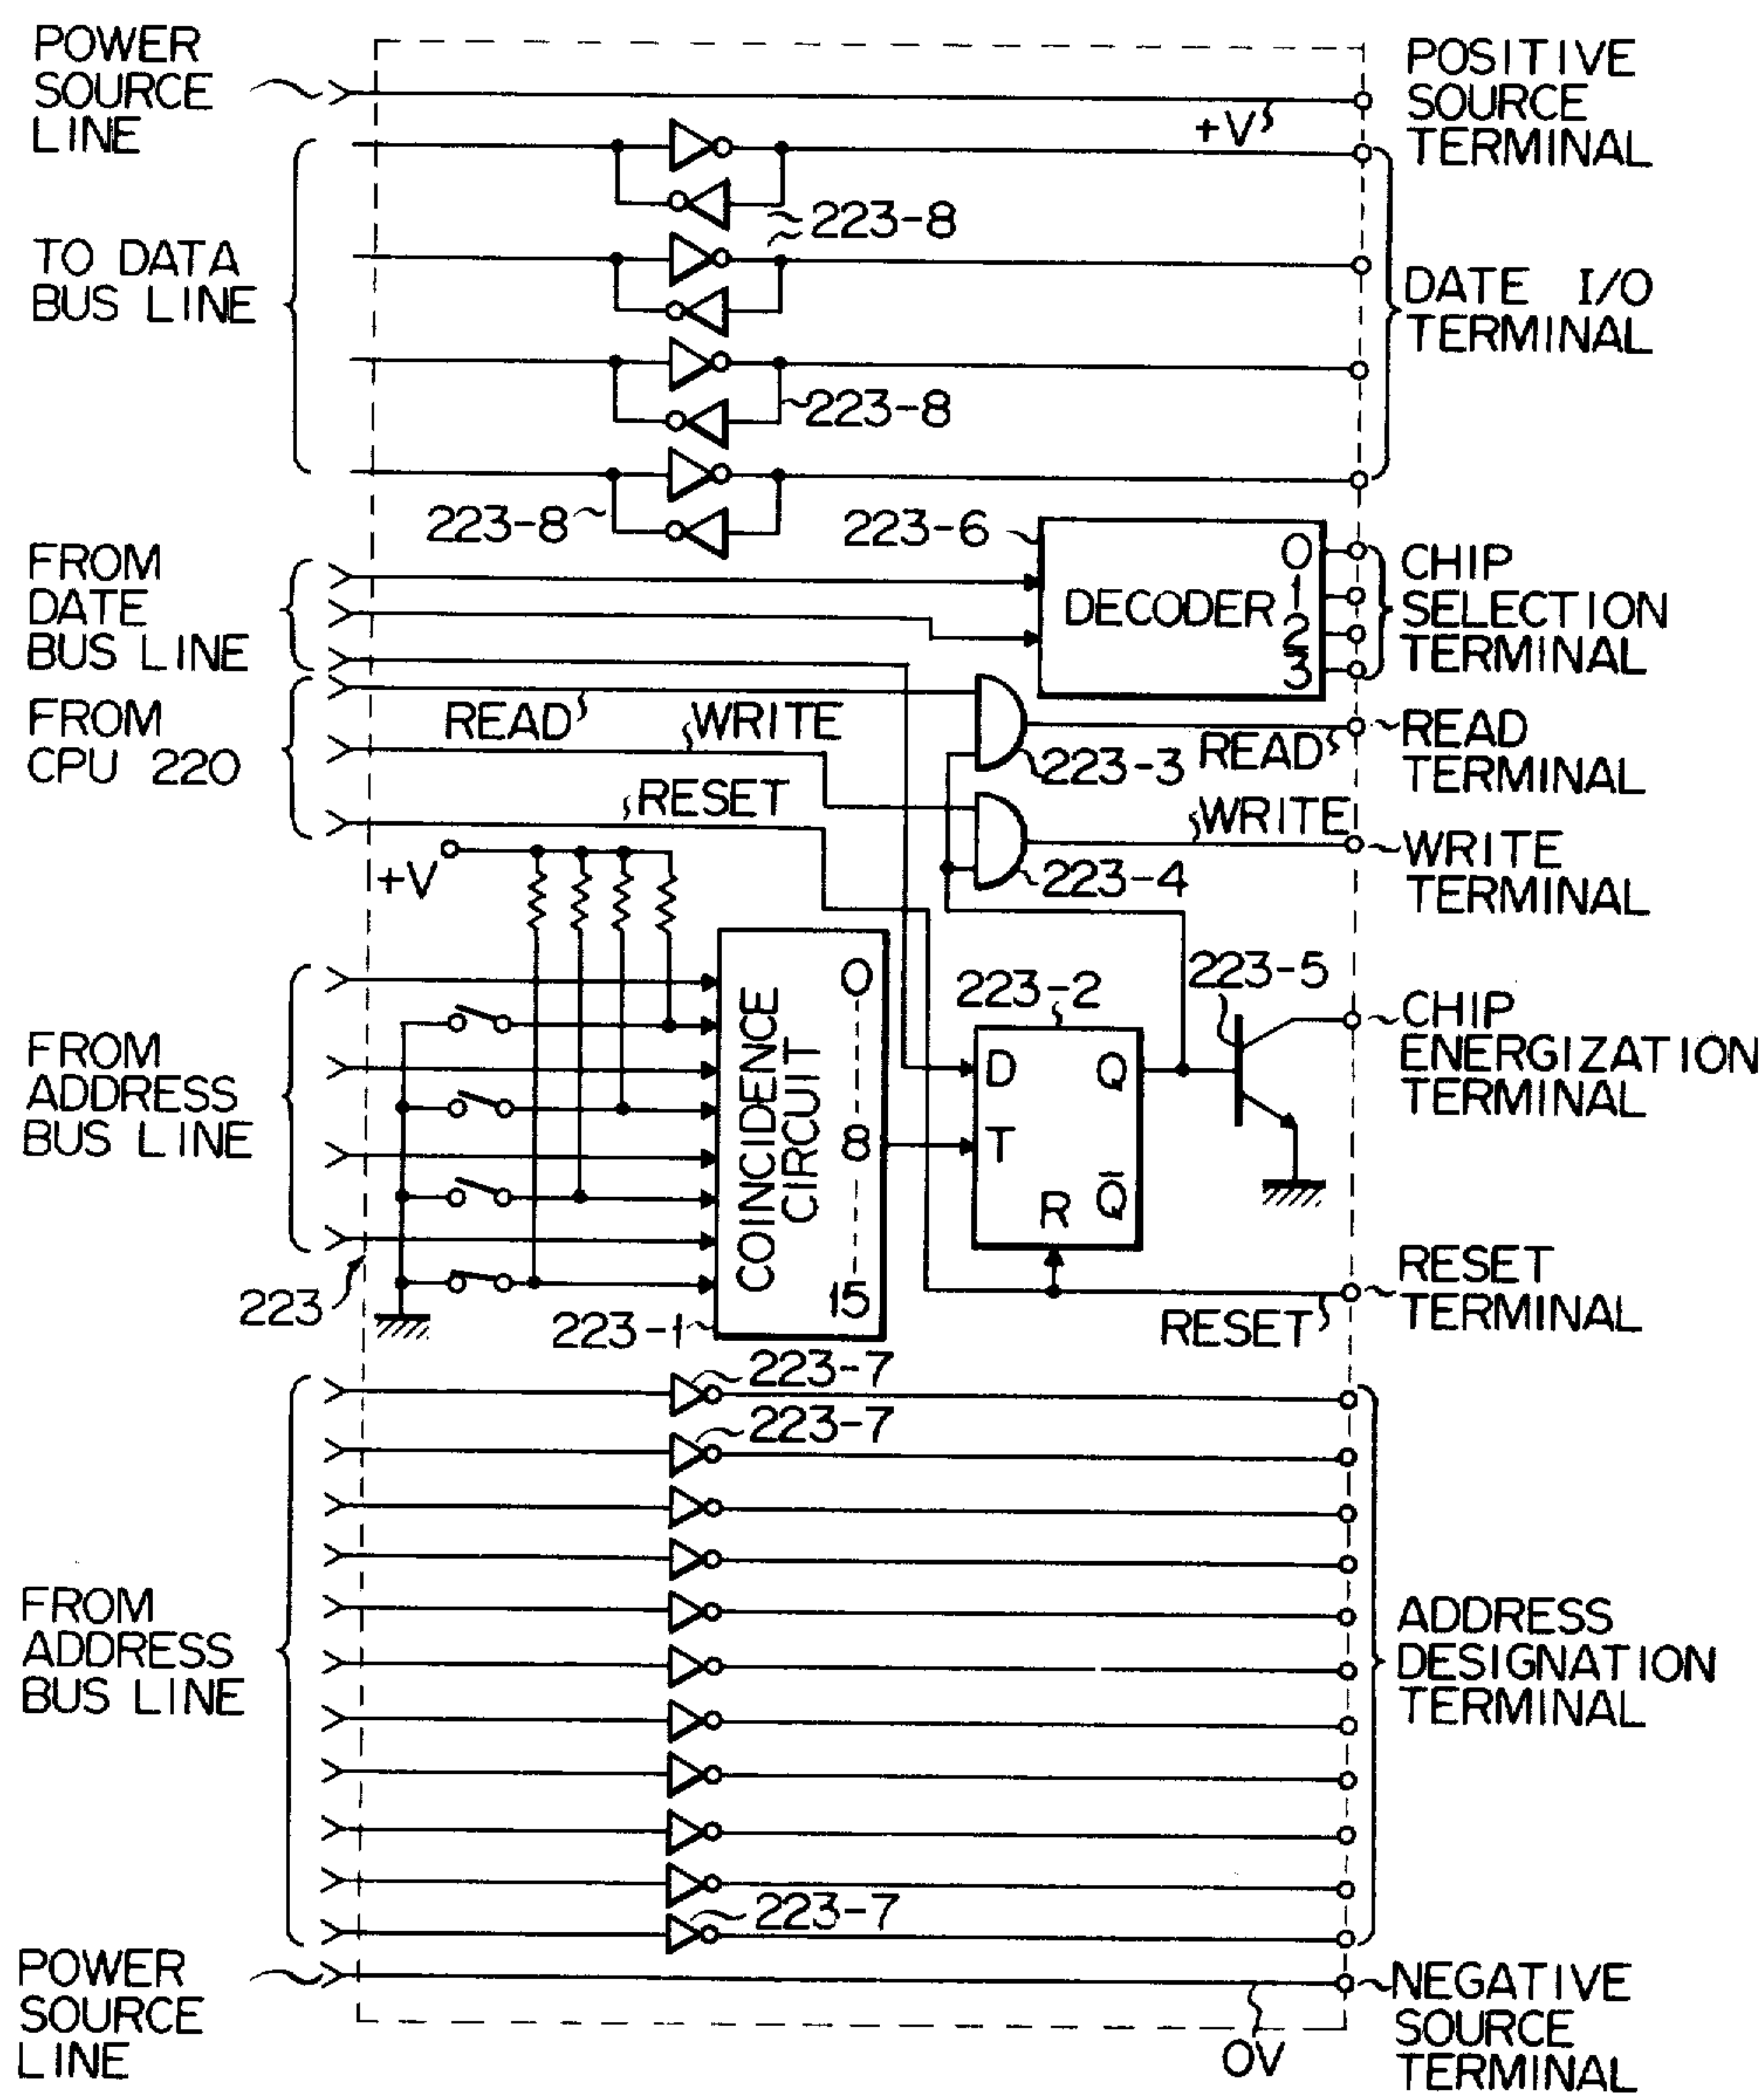 POWER
SOURCE
LINE
POSITIVE
SOURCE
TERMINAL
+V
TO DATA
BUS LINE
223-8
DATE I/O
TERMINAL
223-8
223-8
223-6
FROM
DATE
BUS LINE
DECODER
0
1
2
3
CHIP
SELECTION
TERMINAL
FROM
CPU 220
READ
WRITE
RESET
223-3
READ
READ
TERMINAL
WRITE
223-4
WRITE
TERMINAL
+V
FROM
ADDRESS
BUS LINE
COINCIDENCE
CIRCUIT
0
8
15
223-2
D
Q
T
R
Q̅
223-5
CHIP
ENERGIZATION
TERMINAL
223
223-1
RESET
RESET
TERMINAL
223-7
223-7
FROM
ADDRESS
BUS LINE
ADDRESS
DESIGNATION
TERMINAL
223-7
POWER
SOURCE
LINE
0V
NEGATIVE
SOURCE
TERMINAL